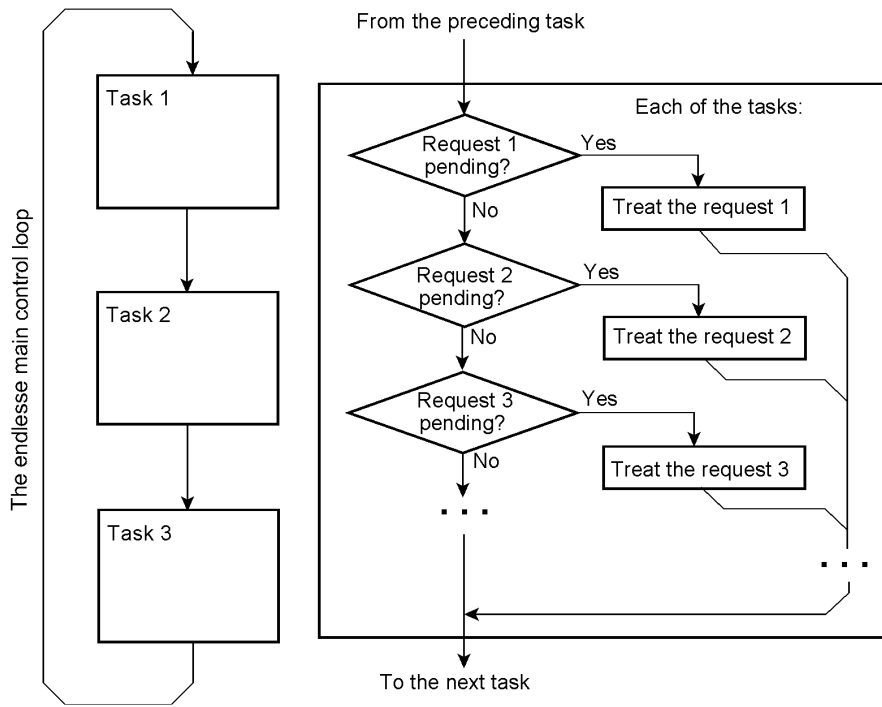 The endlesse main control loop
Task 1
Task 2
Task 3
From the preceding task
Each of the tasks:
Request 1
pending?
Yes
Treat the request 1
No
Request 2
pending?
Yes
Treat the request 2
No
Request 3
pending?
Yes
Treat the request 3
No
. . .
. . .
To the next task